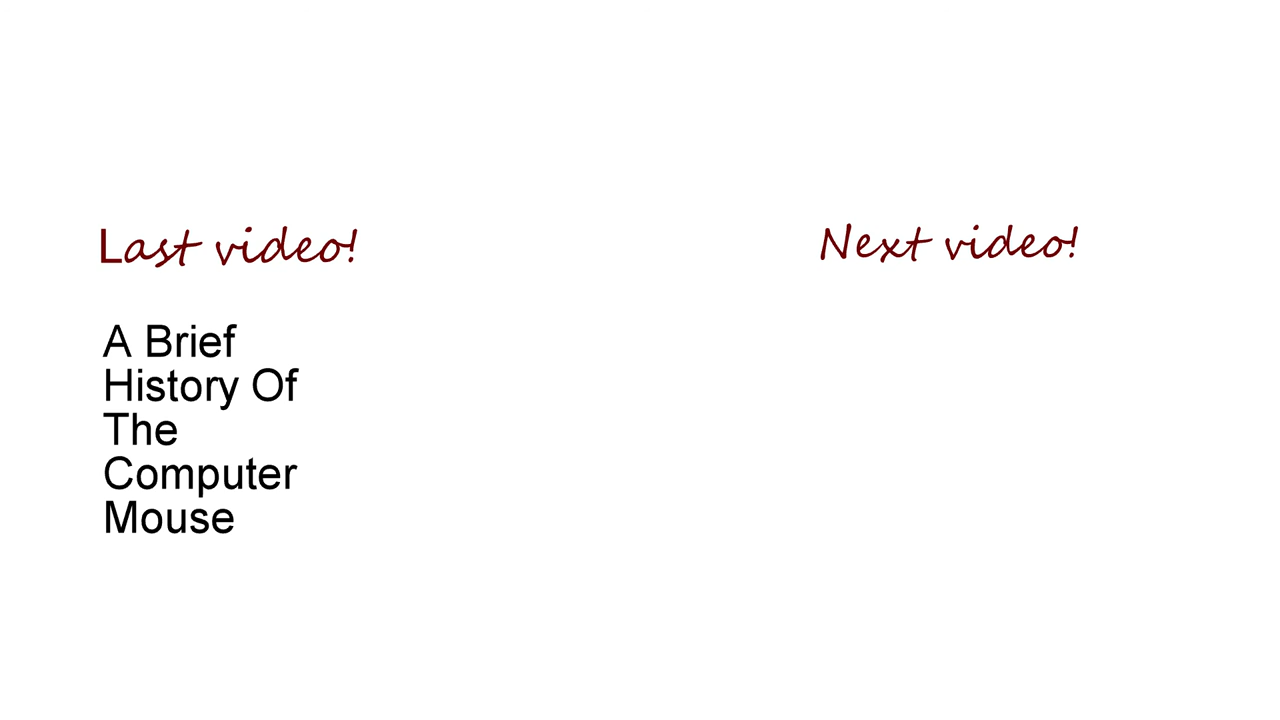 Last video!
Next video!
A Brief
History Of
The
Computer
Mouse